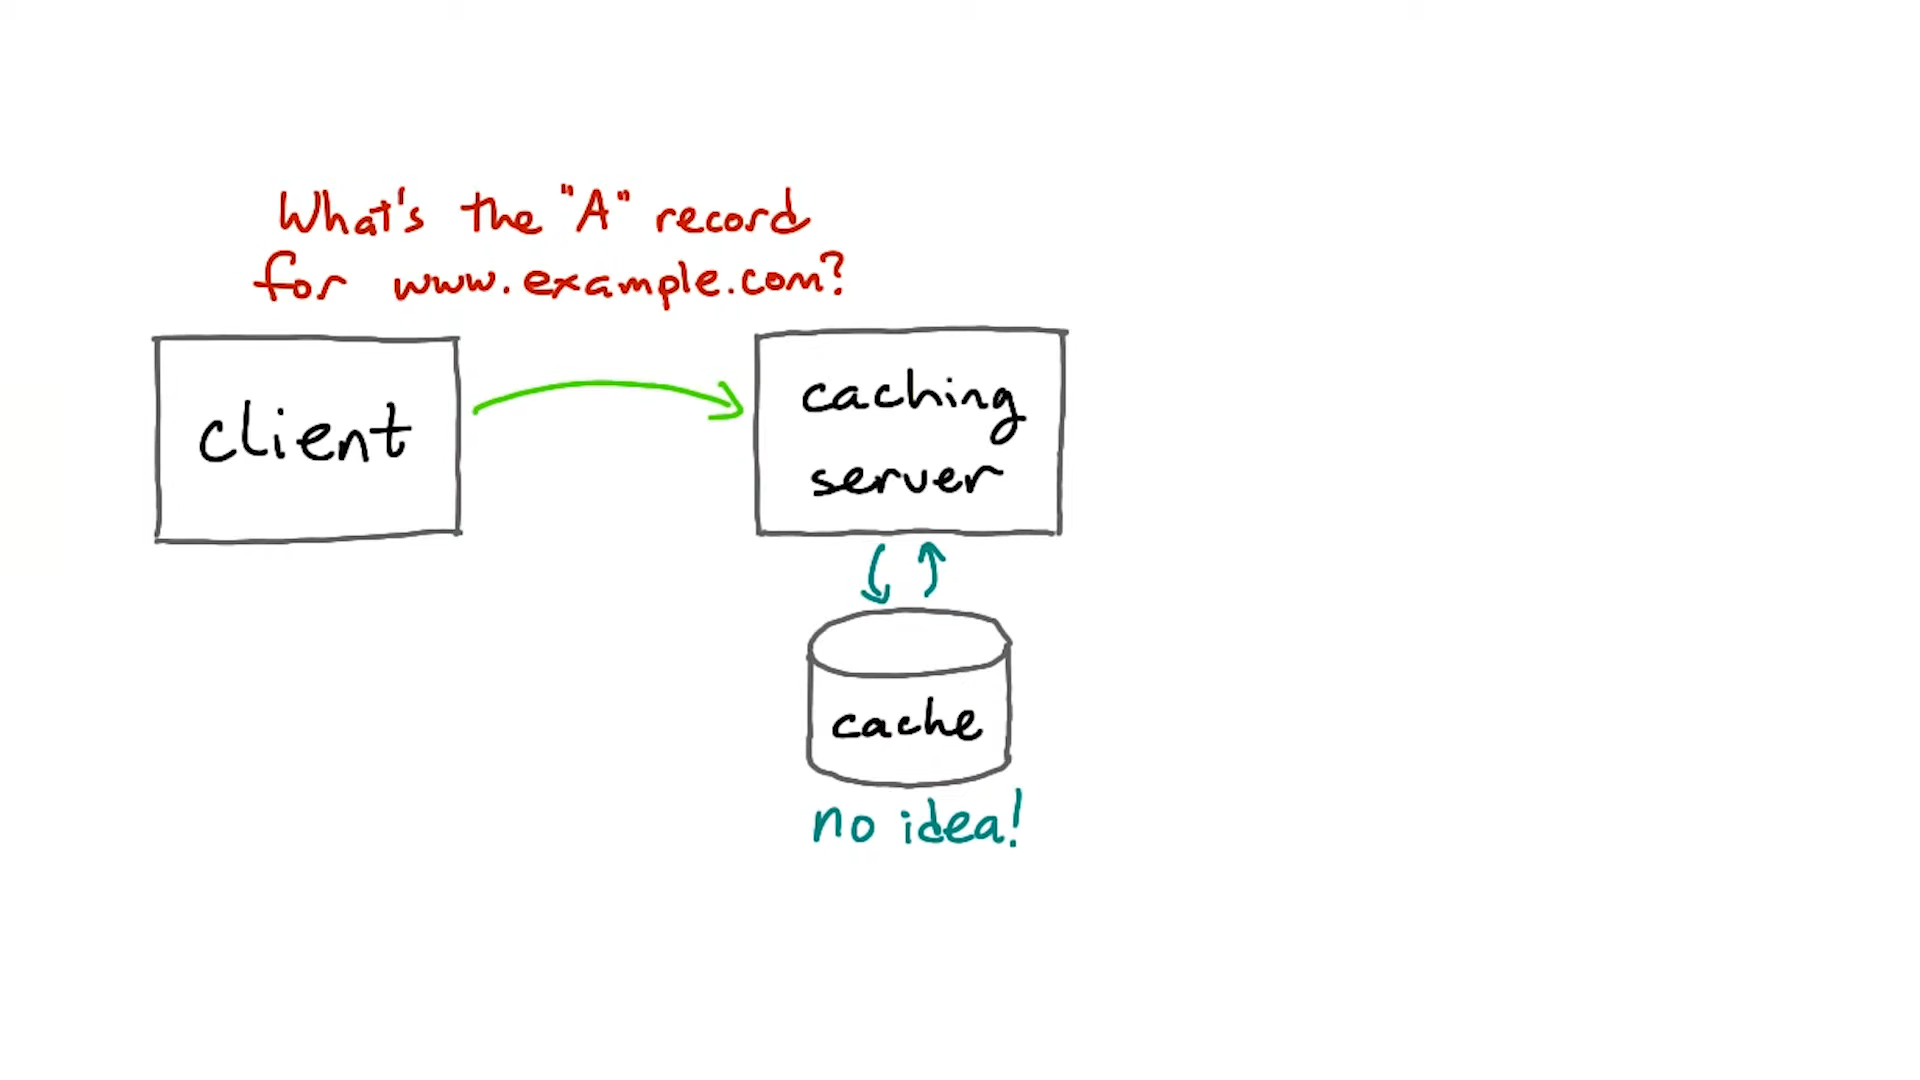 What's the "A" record
for www.example.com?
client
caching
server
cache
no idea!